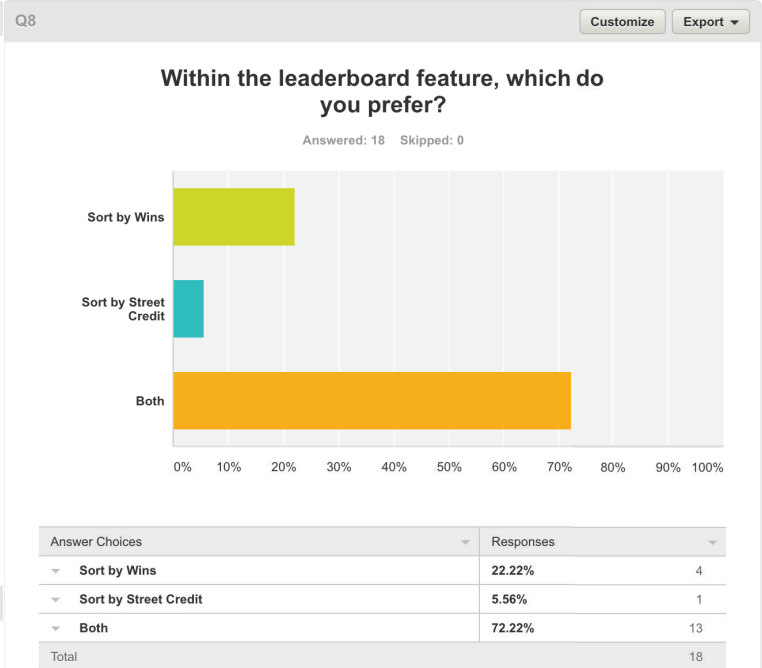 Q8
Customize
Export
Within the leaderboard feature, which do
you prefer?
Answered: 18 Skipped: 0
Sort by Wins
Sort by Street
Credit
Both
0% 10% 20% 30% 40% 50% 60% 70% 80% 90% 100%
Answer Choices Responses
Sort by Wins 22.22% 4
Sort by Street Credit 5.56% 1
Both 72.22% 13
Total 18